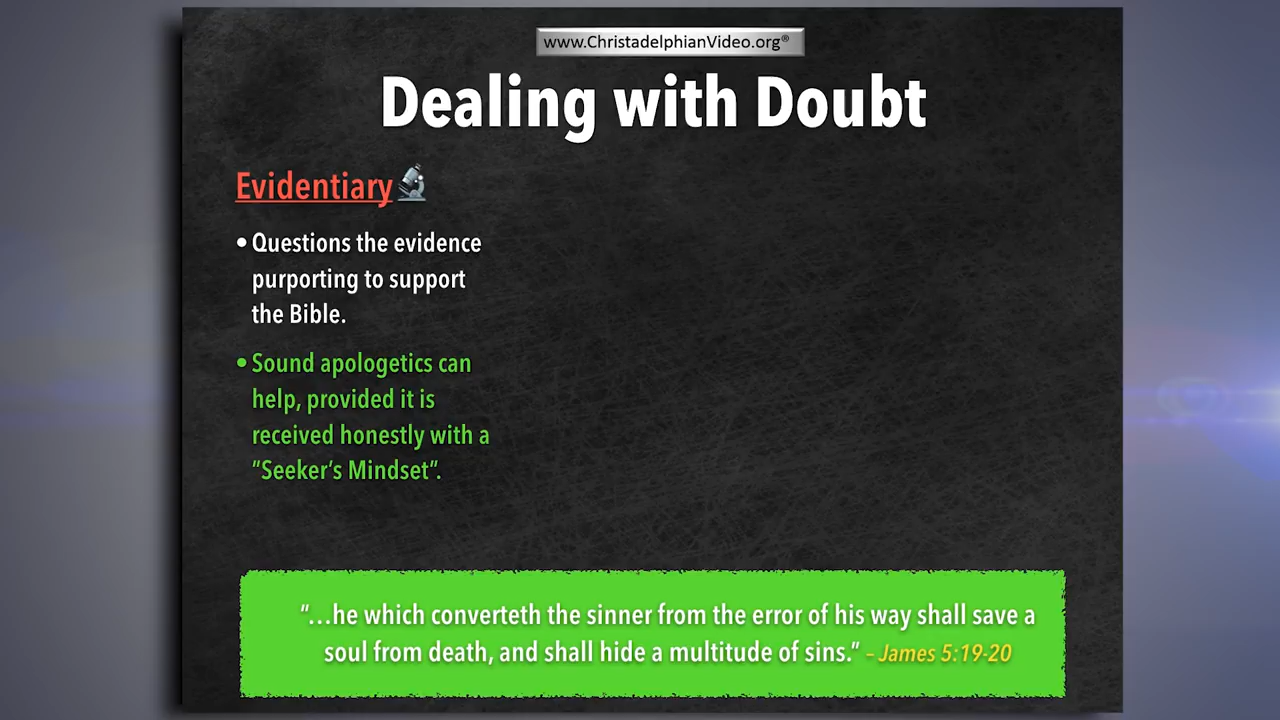 www.ChristadelphianVideo.org®
Dealing with Doubt
Evidentiary
• Questions the evidence
purporting to support
the Bible.
• Sound apologetics can
help, provided it is
received honestly with a
“Seeker’s Mindset“.
“…he which converteth the sinner from the error of his way shall save a
soul from death, and shall hide a multitude of sins.” – James 5:19-20